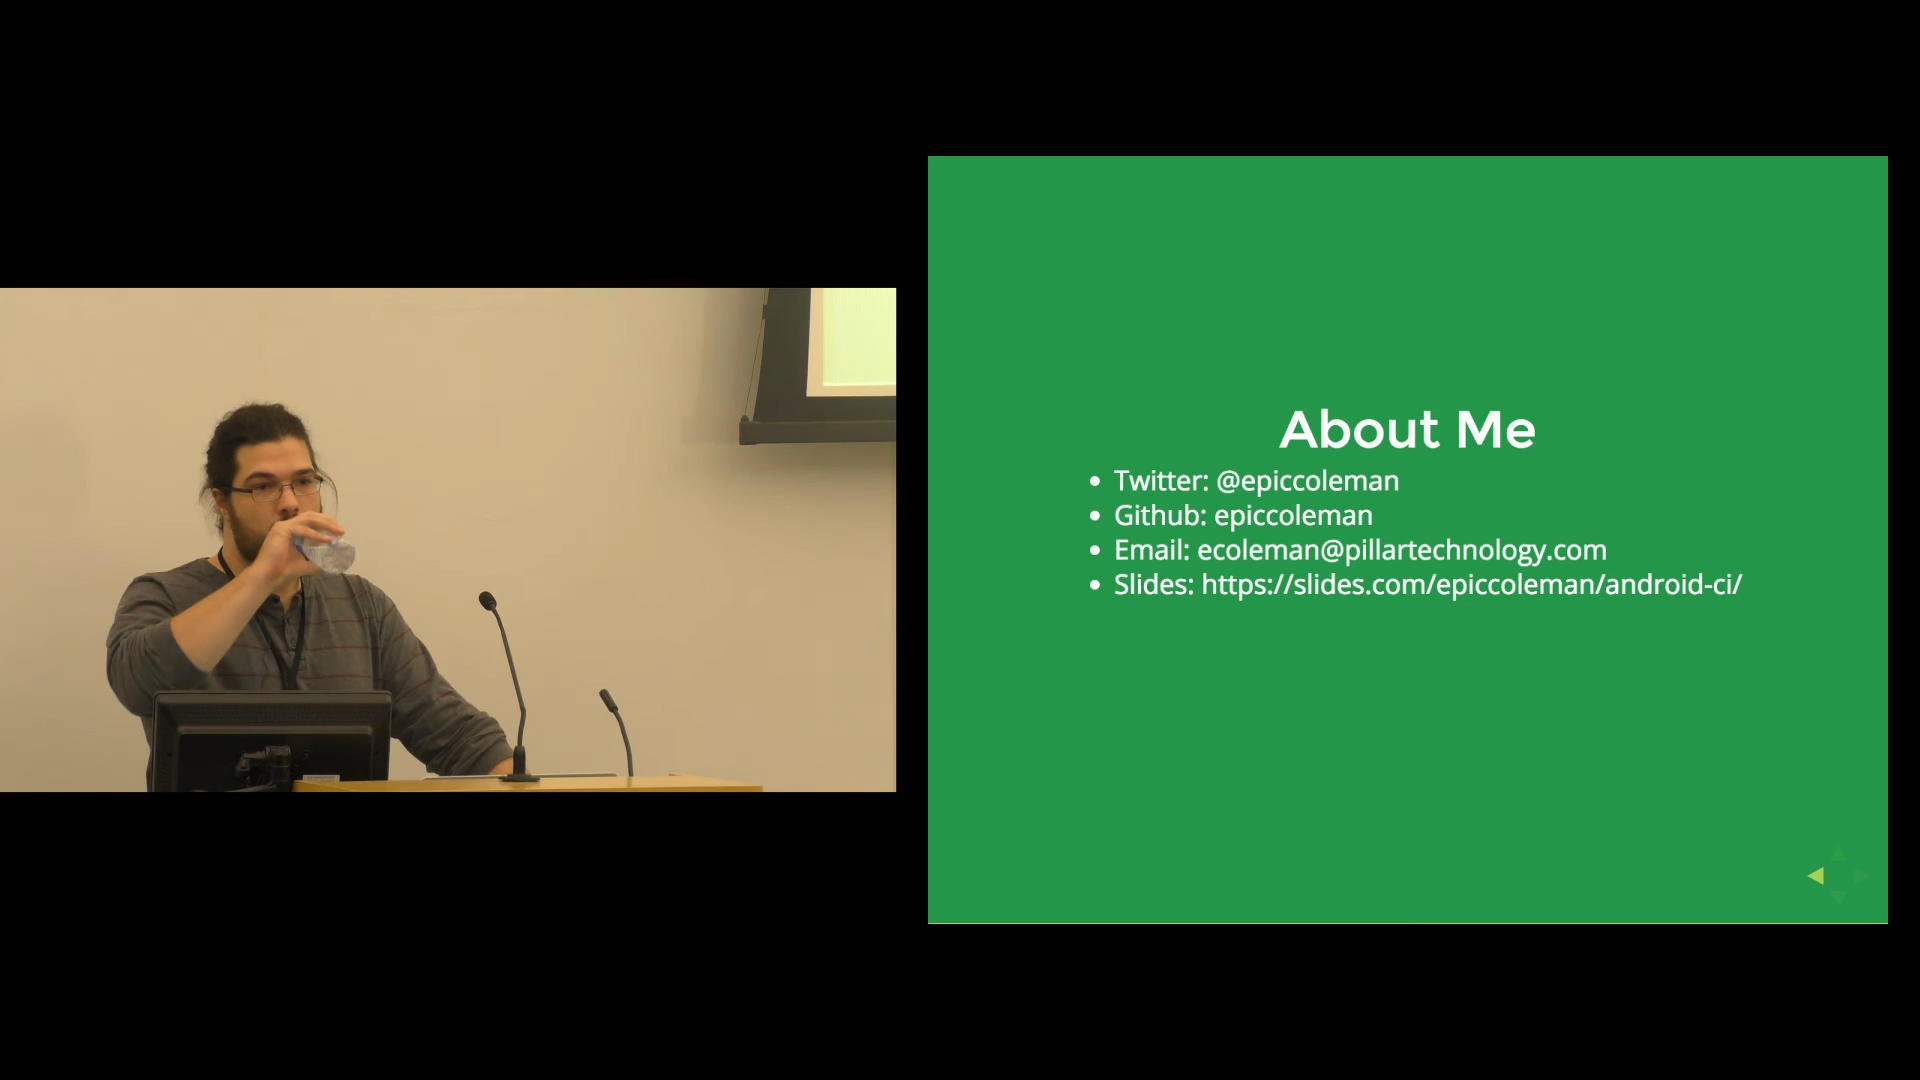 About Me
Twitter: @epiccoleman
Github: epiccoleman
Email: ecoleman@pillartechnology.com
Slides: https://slides.com/epiccoleman/android-ci/